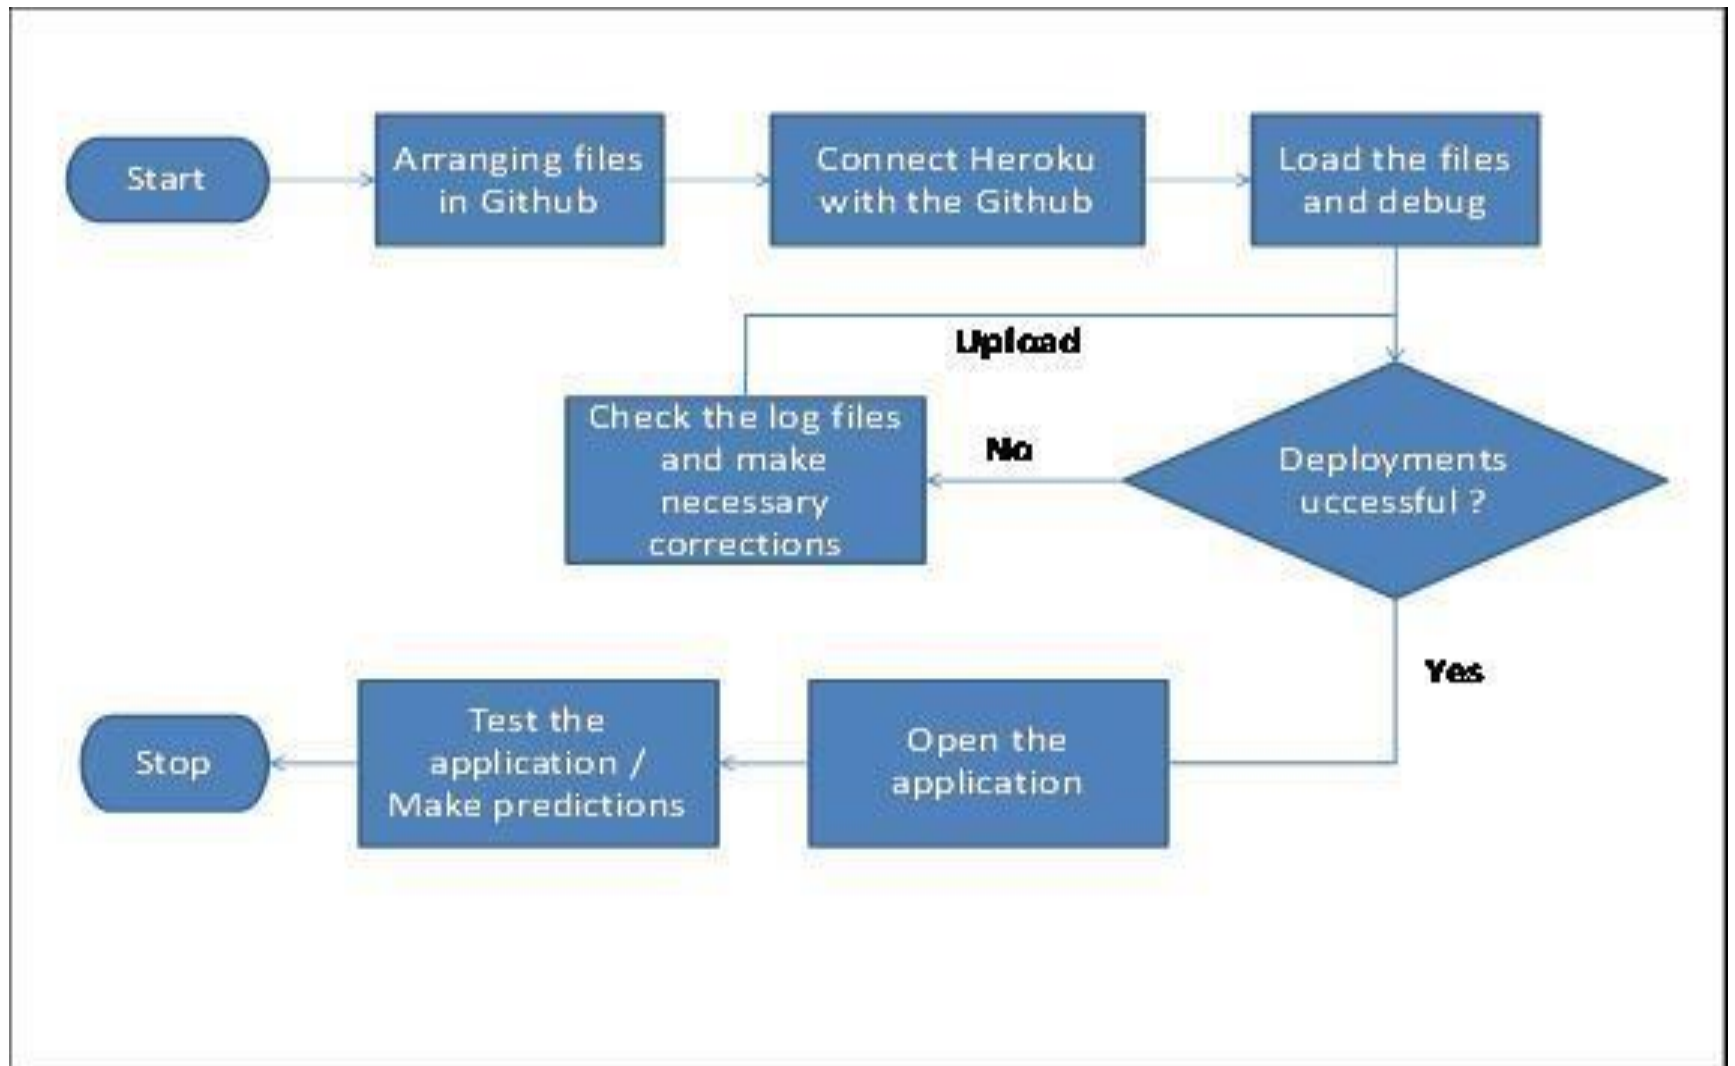 Start
Arranging files
in Github
Connect Heroku
with the Github
Load the files
and debug
Upload
Check the log files
and make
necessary
corrections
No
Deployments
uccessful ?
Yes
Open the
application
Test the
application /
Make predictions
Stop